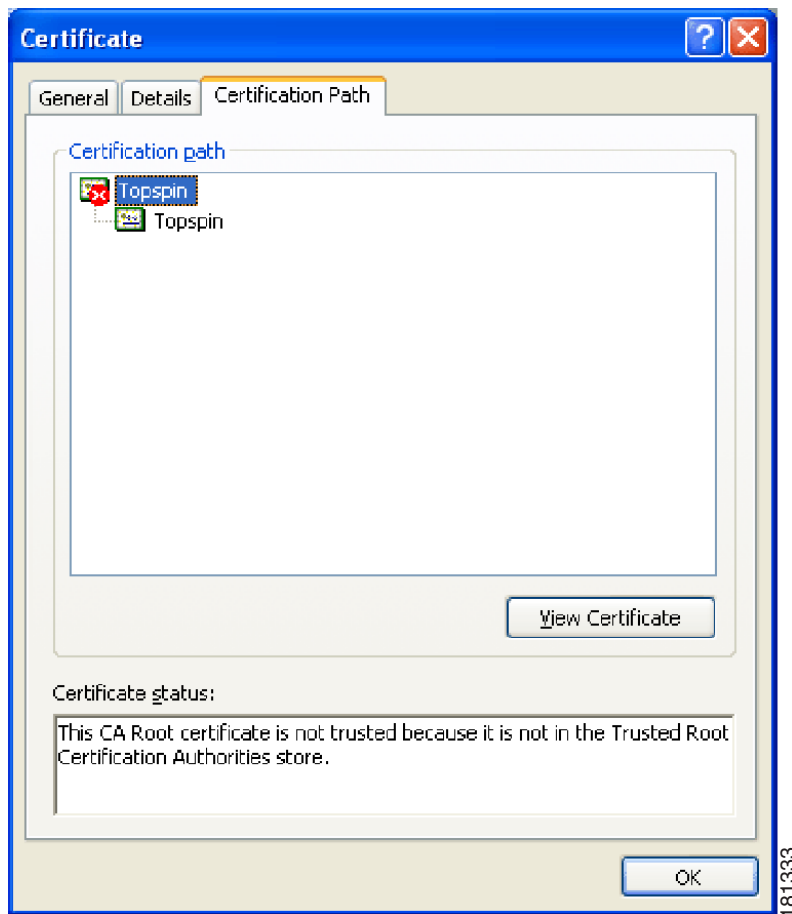 Certificate
General Details Certification Path
Certification path
Topspin
Topspin
View Certificate
Certificate status:
This CA Root certificate is not trusted because it is not in the Trusted Root
Certification Authorities store.
OK
181333